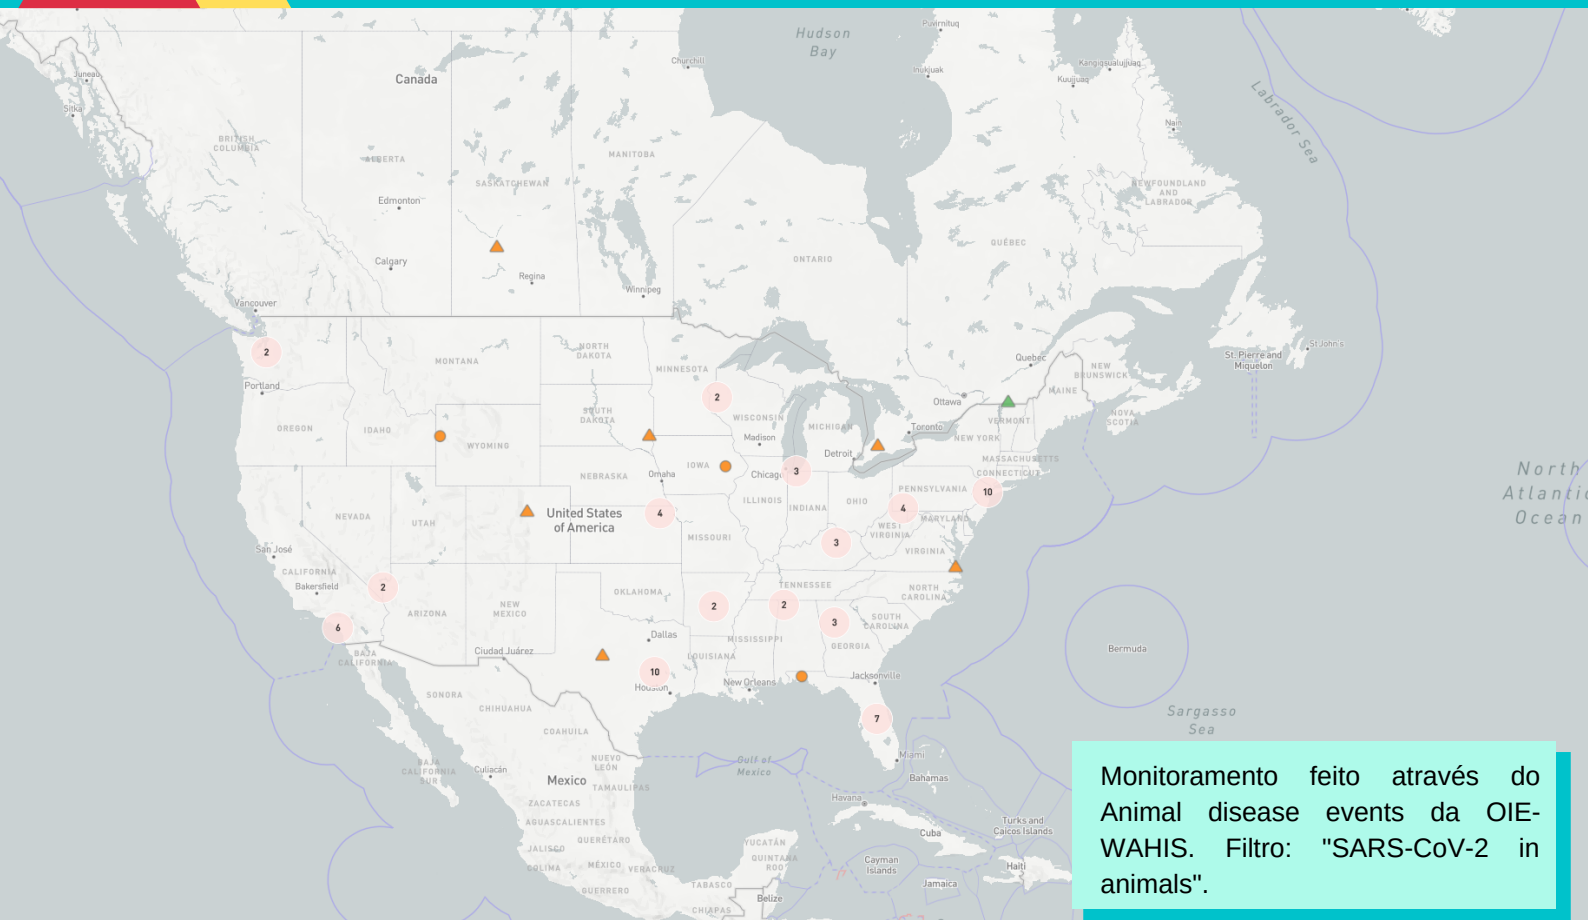 Puvirnituq
Hudson
Bay
Kangiqsualujjuaq
Inukjuak
Kuujjuaq
Churchill
Juneau
Canada
Sitka
Labrador Sea
Nain
BRITISH
COLUMBIA
ALBERTA
MANITOBA
SASKATCHEWAN
NEWFOUNDLAND
AND
LABRADOR
Edmonton
QUÉBEC
ONTARIO
Calgary
Regina
Winnipeg
Vancouver
2
NORTH
DAKOTA
MONTANA
MINNESOTA
Quebec
NEW
BRUNSWICK
St. Pierre and
Miquelon
St John's
Portland
2
MAINE
Ottawa
OREGON
IDAHO
SOUTH
DAKOTA
WISCONSIN
MICHIGAN
Toronto
VERMONT
NOVA
SCOTIA
WYOMING
Madison
NEW YORK
Detroit
MASSACHUSETTS
CONNECTICUT
NEBRASKA
Omaha
IOWA
Chicago
3
PENNSYLVANIA
10
North
Atlantic
Ocean
NEVADA
UTAH
United States
of America
4
ILLINOIS
INDIANA
OHIO
4
WEST
VIRGINIA
MARYLAND
San José
MISSOURI
3
VIRGINIA
CALIFORNIA
Bakersfield
2
ARIZONA
NEW
MEXICO
OKLAHOMA
2
TENNESSEE
2
NORTH
CAROLINA
6
3
SOUTH
CAROLINA
Dallas
MISSISSIPPI
GEORGIA
BAJA
CALIFORNIA
Ciudad Juárez
LOUISIANA
Bermuda
10
Houston
New Orleans
Jacksonville
SONORA
CHIHUAHUA
7
Sargasso
Sea
COAHUILA
Miami
BAJA
CALIFORNIA
SUR
Culiacán
NUEVO
LEÓN
Gulf of
Mexico
Bahamas
Mexico
TAMAULIPAS
Havana
ZACATECAS
AGUASCALIENTES
Cuba
Turks and
Caicos Islands
JALISCO
QUERÉTARO
YUCATÁN
COLIMA
MÉXICO
VERACRUZ
QUINTANA
ROO
Cayman
Islands
Haiti
GUERRERO
TABASCO
Jamaica
CHIAPAS
Belize
Monitoramento feito através do
Animal disease events da OIE-
WAHIS. Filtro: "SARS-CoV-2 in
animals".